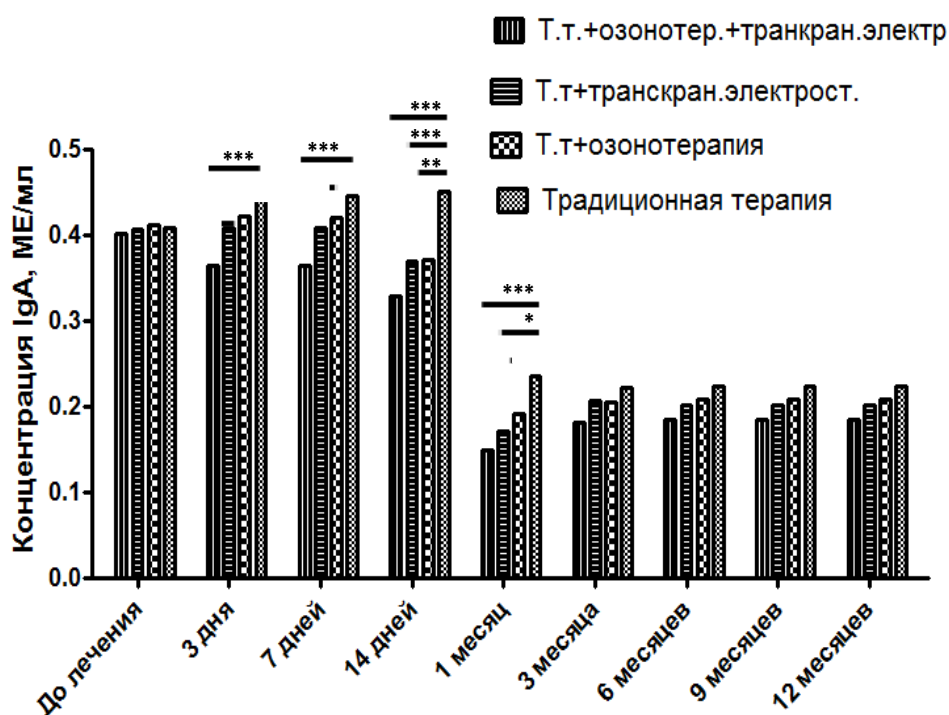 Т.т.+озонотер.+транкран.электр
Т.т+транскран.электрост.
Т.т+озонотерапия
Традиционная терапия
Концентрация IgA, МЕ/мл
0.5
0.4
0.3
0.2
0.1
0.0
***
***
***
***
**
***
*
До лечения
3 дня
7 дней
14 дней
1 месяц
3 месяца
6 месяцев
9 месяцев
12 месяцев